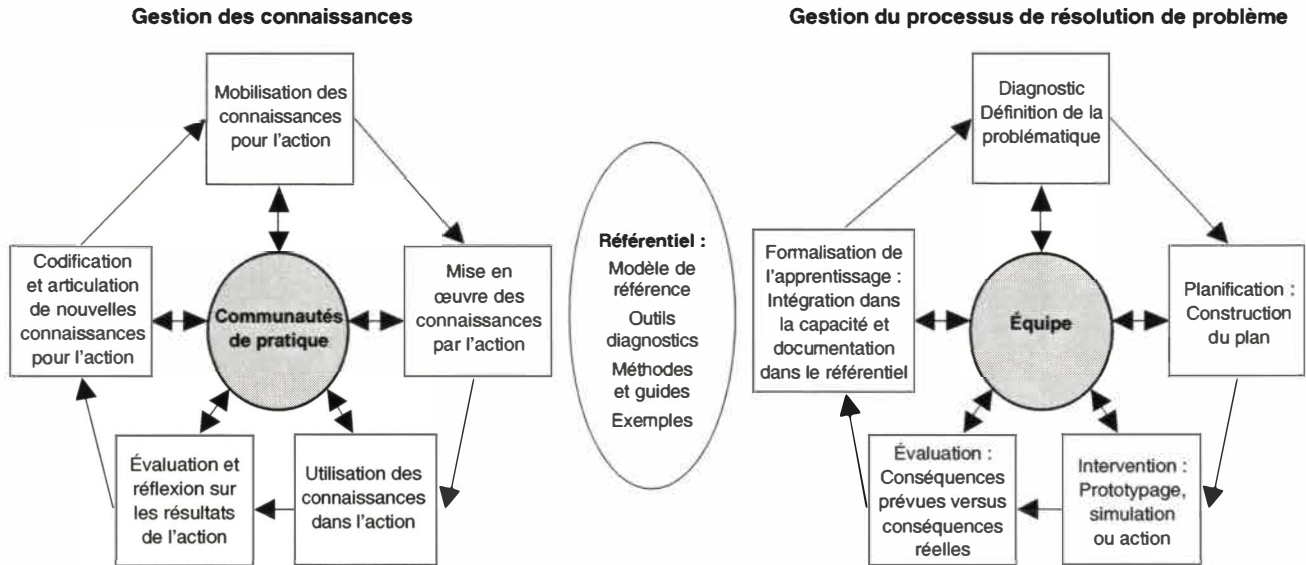 Gestion des connaissances
Mobilisation des
connaissances
pour l'action
Codification
et articulation
de nouvelles
connaissances
pour l'action
Communautés
de pratique
Mise en
œuvre des
connaissances
par l'action
Évaluation et
réflexion sur
les résultats
de l'action
Utilisation des
connaissances
dans l'action
Référentiel :
Modèle de
référence
Outils
diagnostics
Méthodes
et guides
Exemples
Gestion du processus de résolution de problème
Diagnostic
Définition de la
problématique
Formalisation de
l'apprentissage :
Intégration dans
la capacité et
documentation
dans le référentiel
Équipe
Planification :
Construction
du plan
Évaluation :
Conséquences
prévues versus
conséquences
réelles
Intervention :
Prototypage,
simulation
ou action